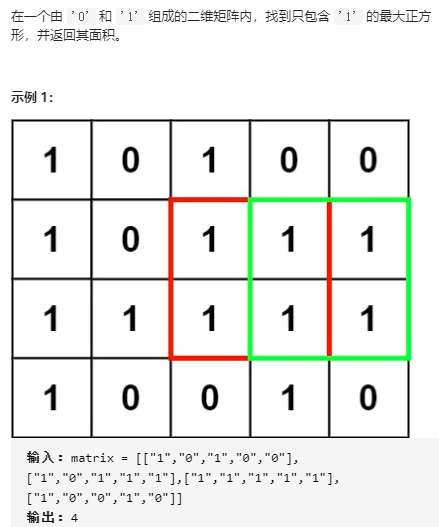 在一个由 '0' 和 '1' 组成的二维矩阵内，找到只包含 '1' 的最大正方
形，并返回其面积。
示例 1：
1 0 1 0 0
1 0 1 1 1
1 1 1 1 1
1 0 0 1 0
输入：matrix = [["1","0","1","0","0"],
["1","0","1","1","1"],["1","1","1","1","1"],
["1","0","0","1","0"]]
输出：4